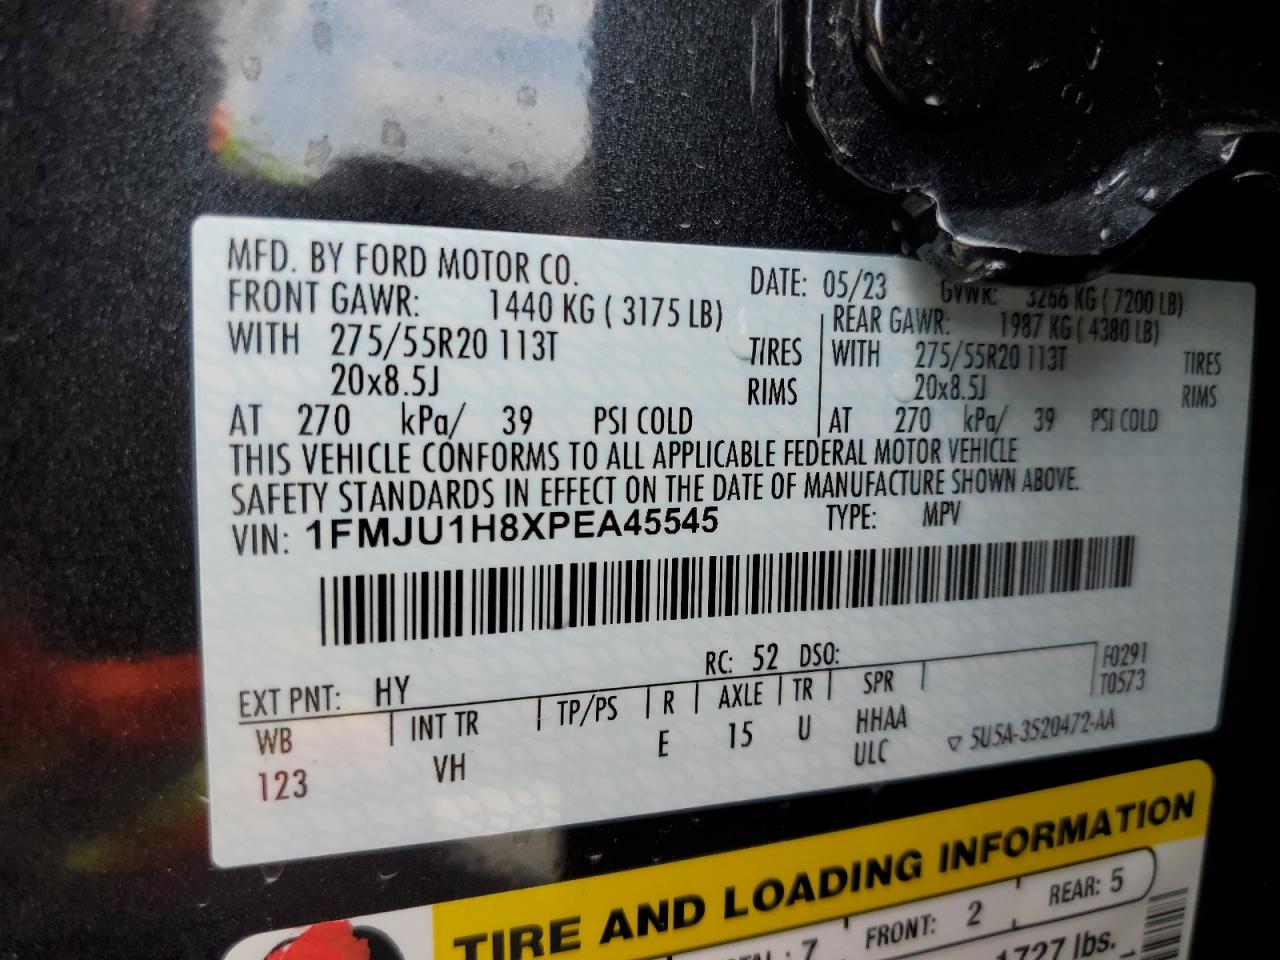 MFD. BY FORD MOTOR CO.
DATE: 05/23 GVWR: 3266 KG ( 7200 LB)
FRONT GAWR: 1440 KG ( 3175 LB) REAR GAWR: 1987 KG ( 4380 LB)
WITH 275/55R20 113T TIRES WITH 275/55R20 113T TIRES
20x8.5J RIMS 20x8.5J RIMS
AT 270 kPa/ 39 PSI COLD AT 270 kPa/ 39 PSI COLD
THIS VEHICLE CONFORMS TO ALL APPLICABLE FEDERAL MOTOR VEHICLE
SAFETY STANDARDS IN EFFECT ON THE DATE OF MANUFACTURE SHOWN ABOVE.
VIN: 1FMJU1H8XPEA45545 TYPE: MPV
EXT PNT: HY RC: 52 DSO: F0291
WB INT TR TP/PS R AXLE TR SPR T0573
123 VH E 15 U HHAA
ULC ▽ SU5A-3520472-AA
TIRE AND LOADING INFORMATION
7 FRONT: 2 REAR: 5
1727 lbs.